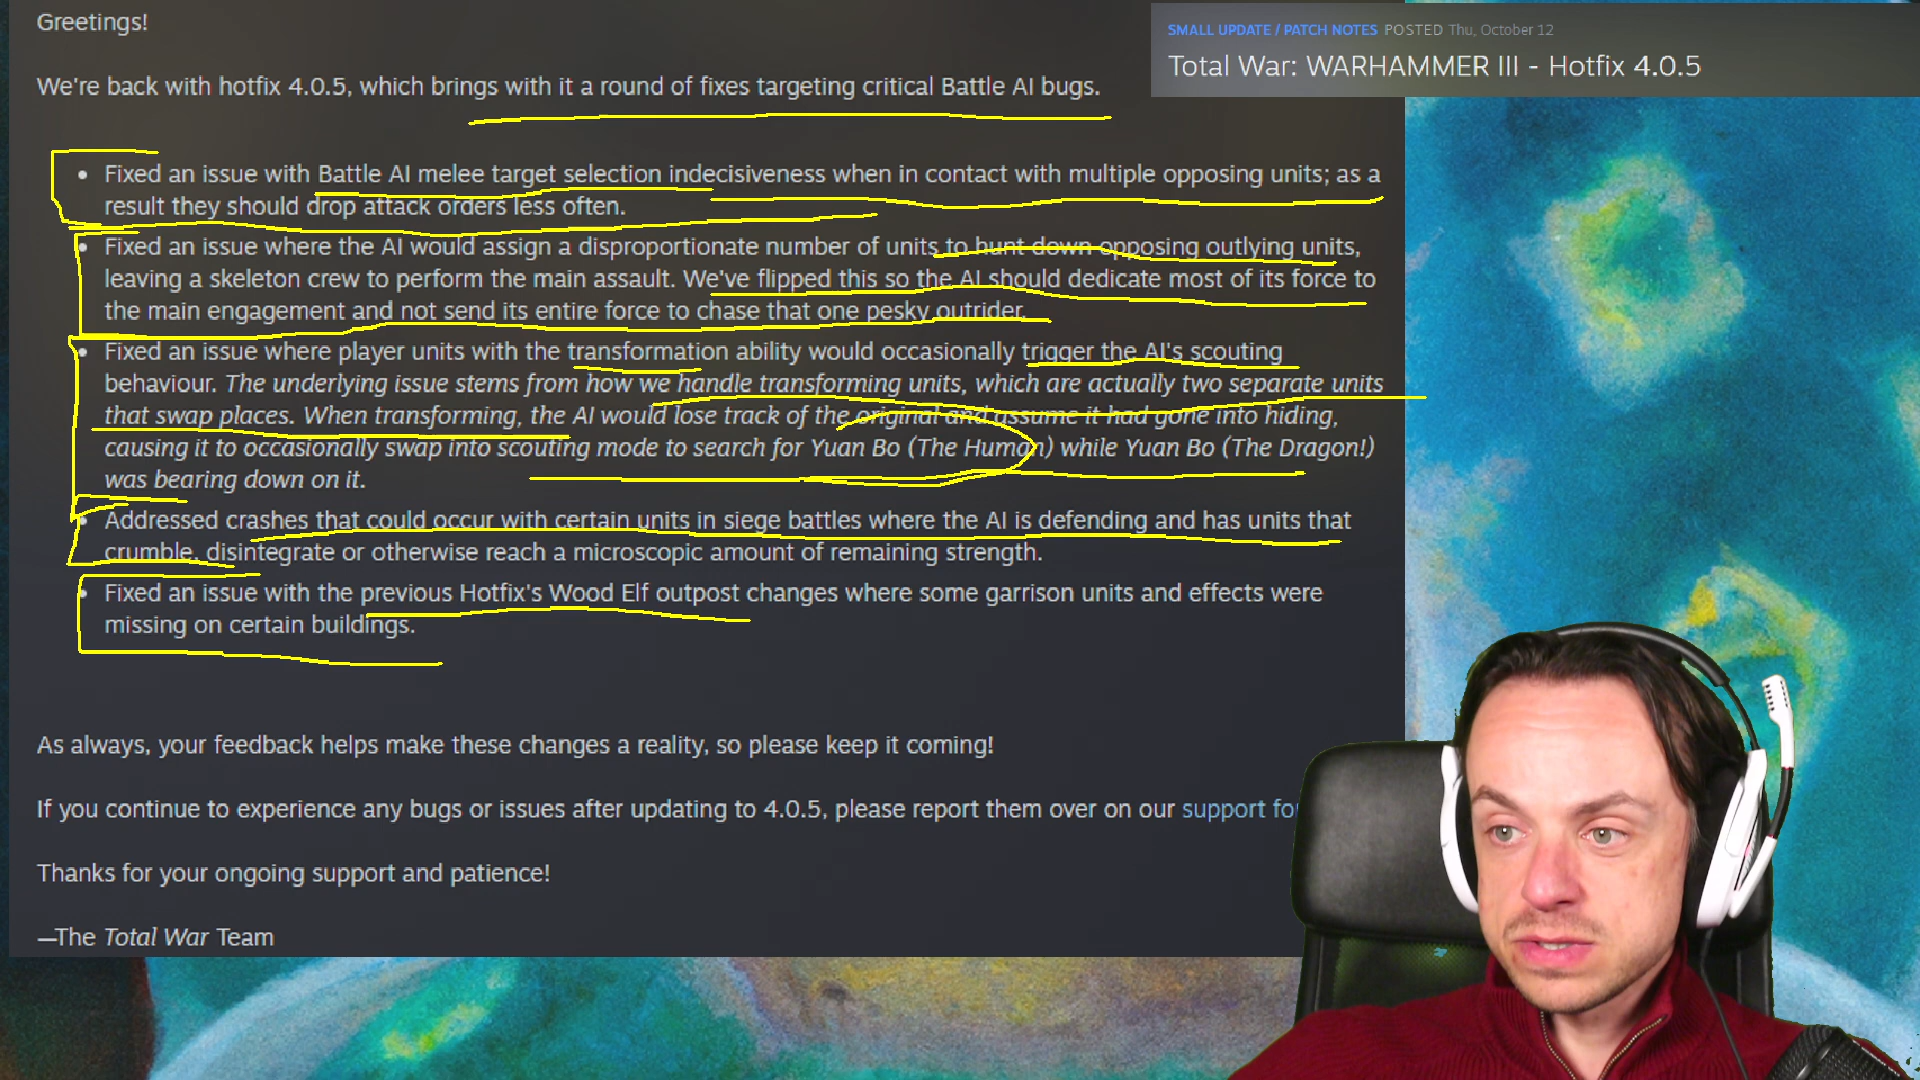 Greetings!
SMALL UPDATE / PATCH NOTES POSTED Thu, October 12
Total War: WARHAMMER III - Hotfix 4.0.5
We're back with hotfix 4.0.5, which brings with it a round of fixes targeting critical Battle AI bugs.
• Fixed an issue with Battle AI melee target selection indecisiveness when in contact with multiple opposing units; as a
result they should drop attack orders less often.
• Fixed an issue where the AI would assign a disproportionate number of units to hunt down opposing outlying units,
leaving a skeleton crew to perform the main assault. We've flipped this so the AI should dedicate most of its force to
the main engagement and not send its entire force to chase that one pesky outrider.
• Fixed an issue where player units with the transformation ability would occasionally trigger the AI's scouting
behaviour. The underlying issue stems from how we handle transforming units, which are actually two separate units
that swap places. When transforming, the AI would lose track of the original and assume it had gone into hiding,
causing it to occasionally swap into scouting mode to search for Yuan Bo (The Human) while Yuan Bo (The Dragon!)
was bearing down on it.
• Addressed crashes that could occur with certain units in siege battles where the AI is defending and has units that
crumble, disintegrate or otherwise reach a microscopic amount of remaining strength.
• Fixed an issue with the previous Hotfix's Wood Elf outpost changes where some garrison units and effects were
missing on certain buildings.
As always, your feedback helps make these changes a reality, so please keep it coming!
If you continue to experience any bugs or issues after updating to 4.0.5, please report them over on our support fo
Thanks for your ongoing support and patience!
—The Total War Team